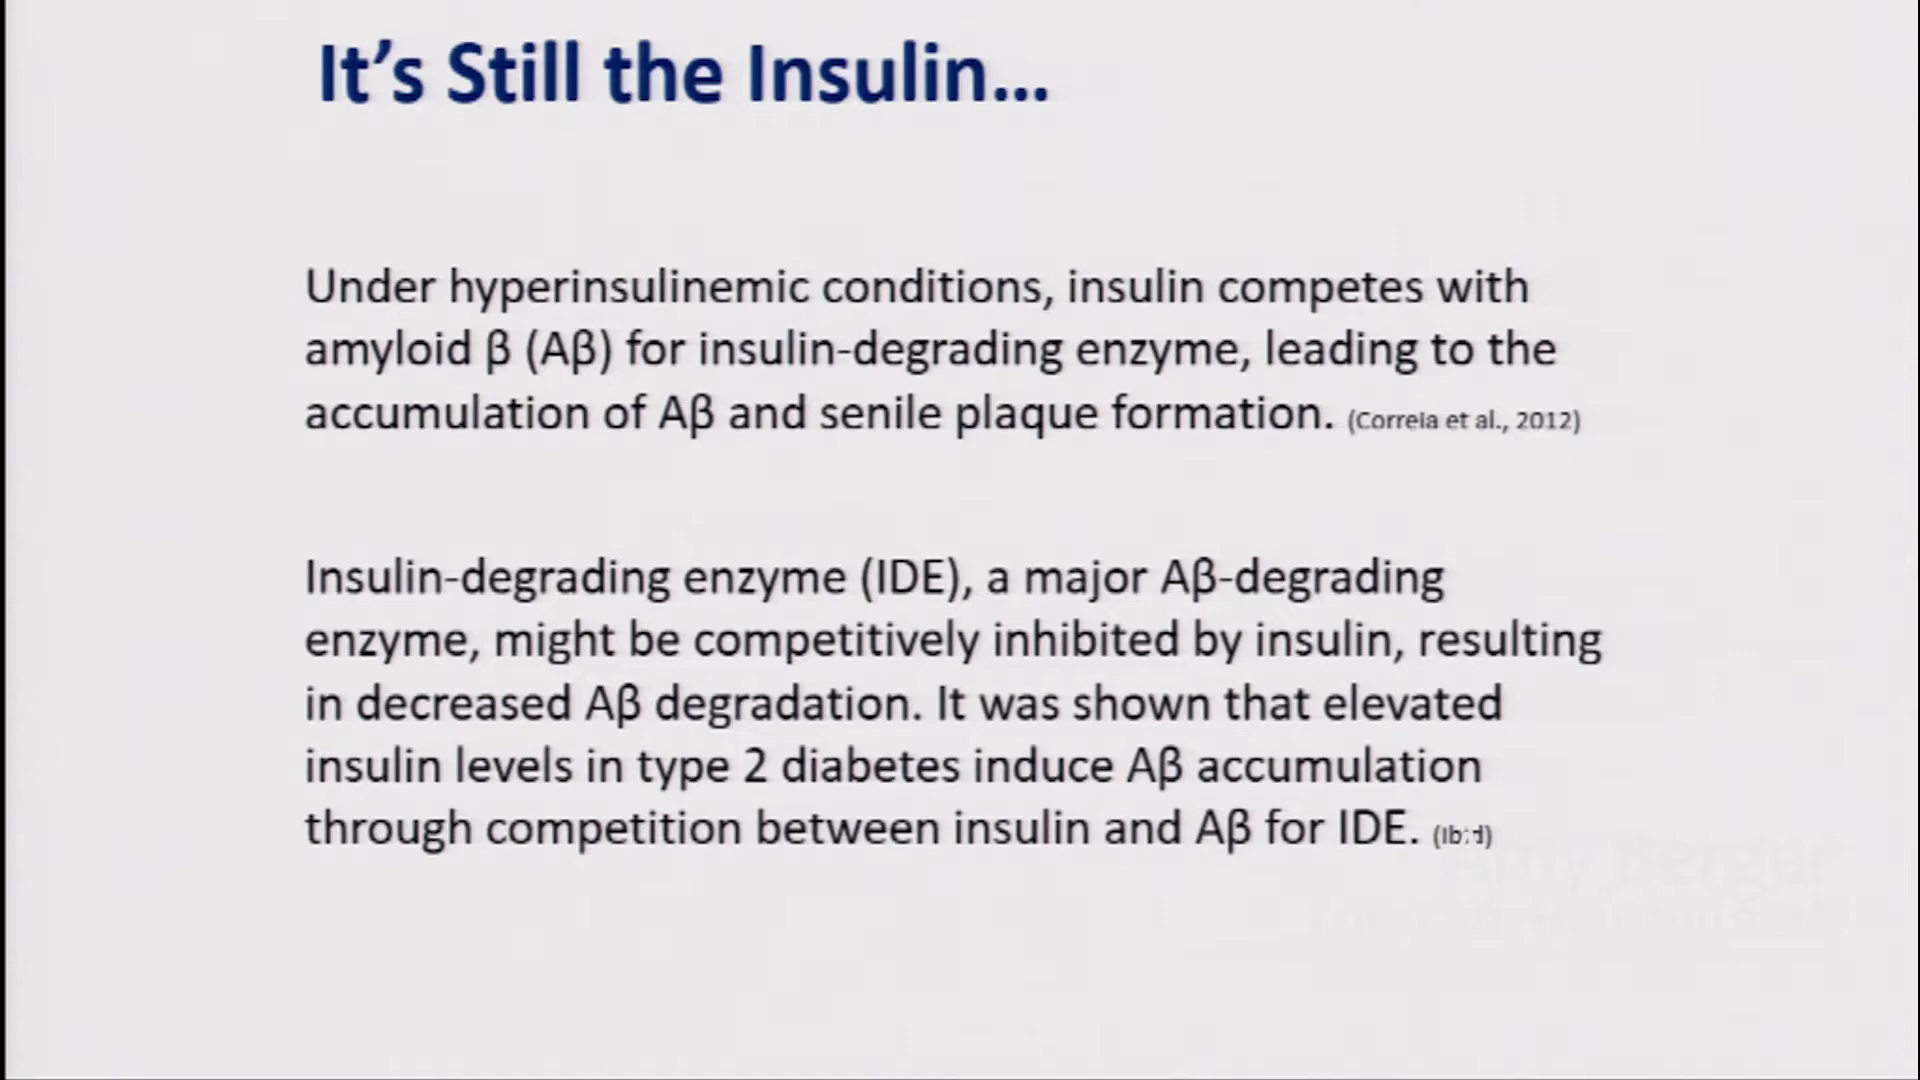 It’s Still the Insulin...
Under hyperinsulinemic conditions, insulin competes with
amyloid β (Aβ) for insulin-degrading enzyme, leading to the
accumulation of Aβ and senile plaque formation. (Correia et al., 2012)
Insulin-degrading enzyme (IDE), a major Aβ-degrading
enzyme, might be competitively inhibited by insulin, resulting
in decreased Aβ degradation. It was shown that elevated
insulin levels in type 2 diabetes induce Aβ accumulation
through competition between insulin and Aβ for IDE. (Ibid)
Amy Berger